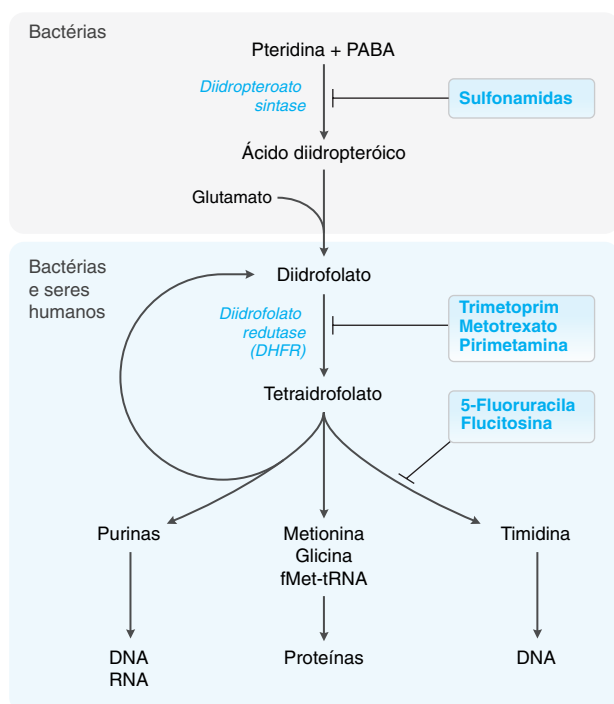 Bactérias
Pteridina + PABA
Diidropteroato
sintase
Sulfonamidas
Ácido diidropteróico
Glutamato
Bactérias
e seres
humanos
Diidrofolato
Diidrofolato
redutase
(DHFR)
Trimetoprim
Metotrexato
Pirimetamina
Tetraidrofolato
5-Fluoruracila
Flucitosina
Purinas
Metionina
Glicina
fMet-tRNA
Timidina
DNA
RNA
Proteínas
DNA